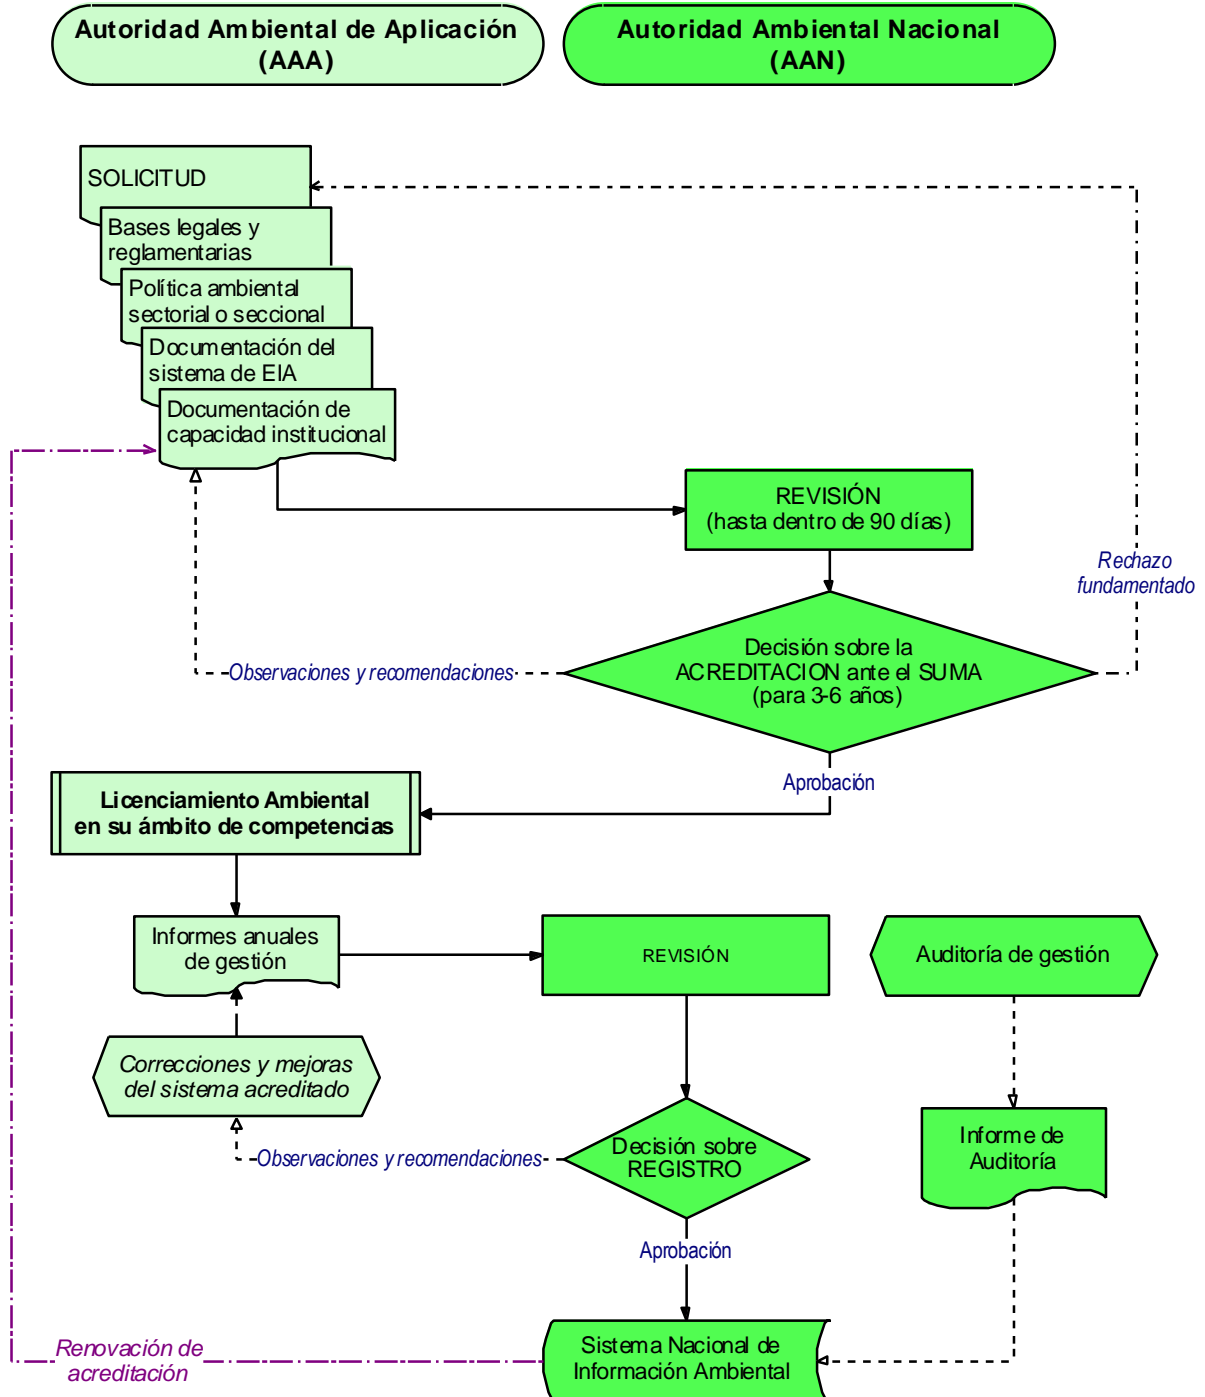 Autoridad Ambiental de Aplicación
(AAA)
Autoridad Ambiental Nacional
(AAN)
SOLICITUD
Bases legales y
reglamentarias
Política ambiental
sectorial o seccional
Documentación del
sistema de EIA
Documentación de
capacidad institucional
REVISIÓN
(hasta dentro de 90 días)
Rechazo
fundamentado
Decisión sobre la
ACREDITACION ante el SUMA
(para 3-6 años)
Observaciones y recomendaciones
Aprobación
Licenciamiento Ambiental
en su ámbito de competencias
Informes anuales
de gestión
REVISIÓN
Auditoría de gestión
Correcciones y mejoras
del sistema acreditado
Decisión sobre
REGISTRO
Observaciones y recomendaciones
Informe de
Auditoría
Aprobación
Sistema Nacional de
Información Ambiental
Renovación de
acreditación